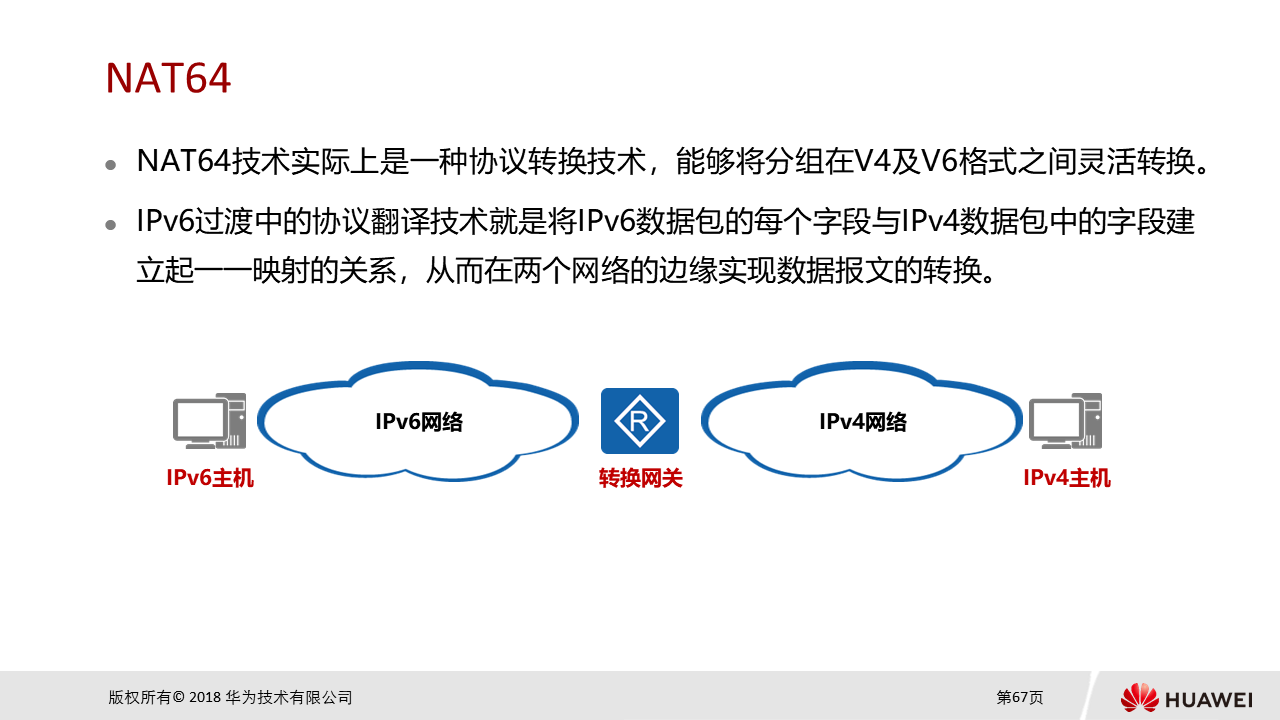 NAT64
NAT64技术实际上是一种协议转换技术，能够将分组在V4及V6格式之间灵活转换。
IPv6过渡中的协议翻译技术就是将IPv6数据包的每个字段与IPv4数据包中的字段建
立起一一映射的关系，从而在两个网络的边缘实现数据报文的转换。
IPv6网络
R
IPv4网络
IPv6主机
转换网关
IPv4主机
版权所有© 2018 华为技术有限公司
第67页
HUAWEI